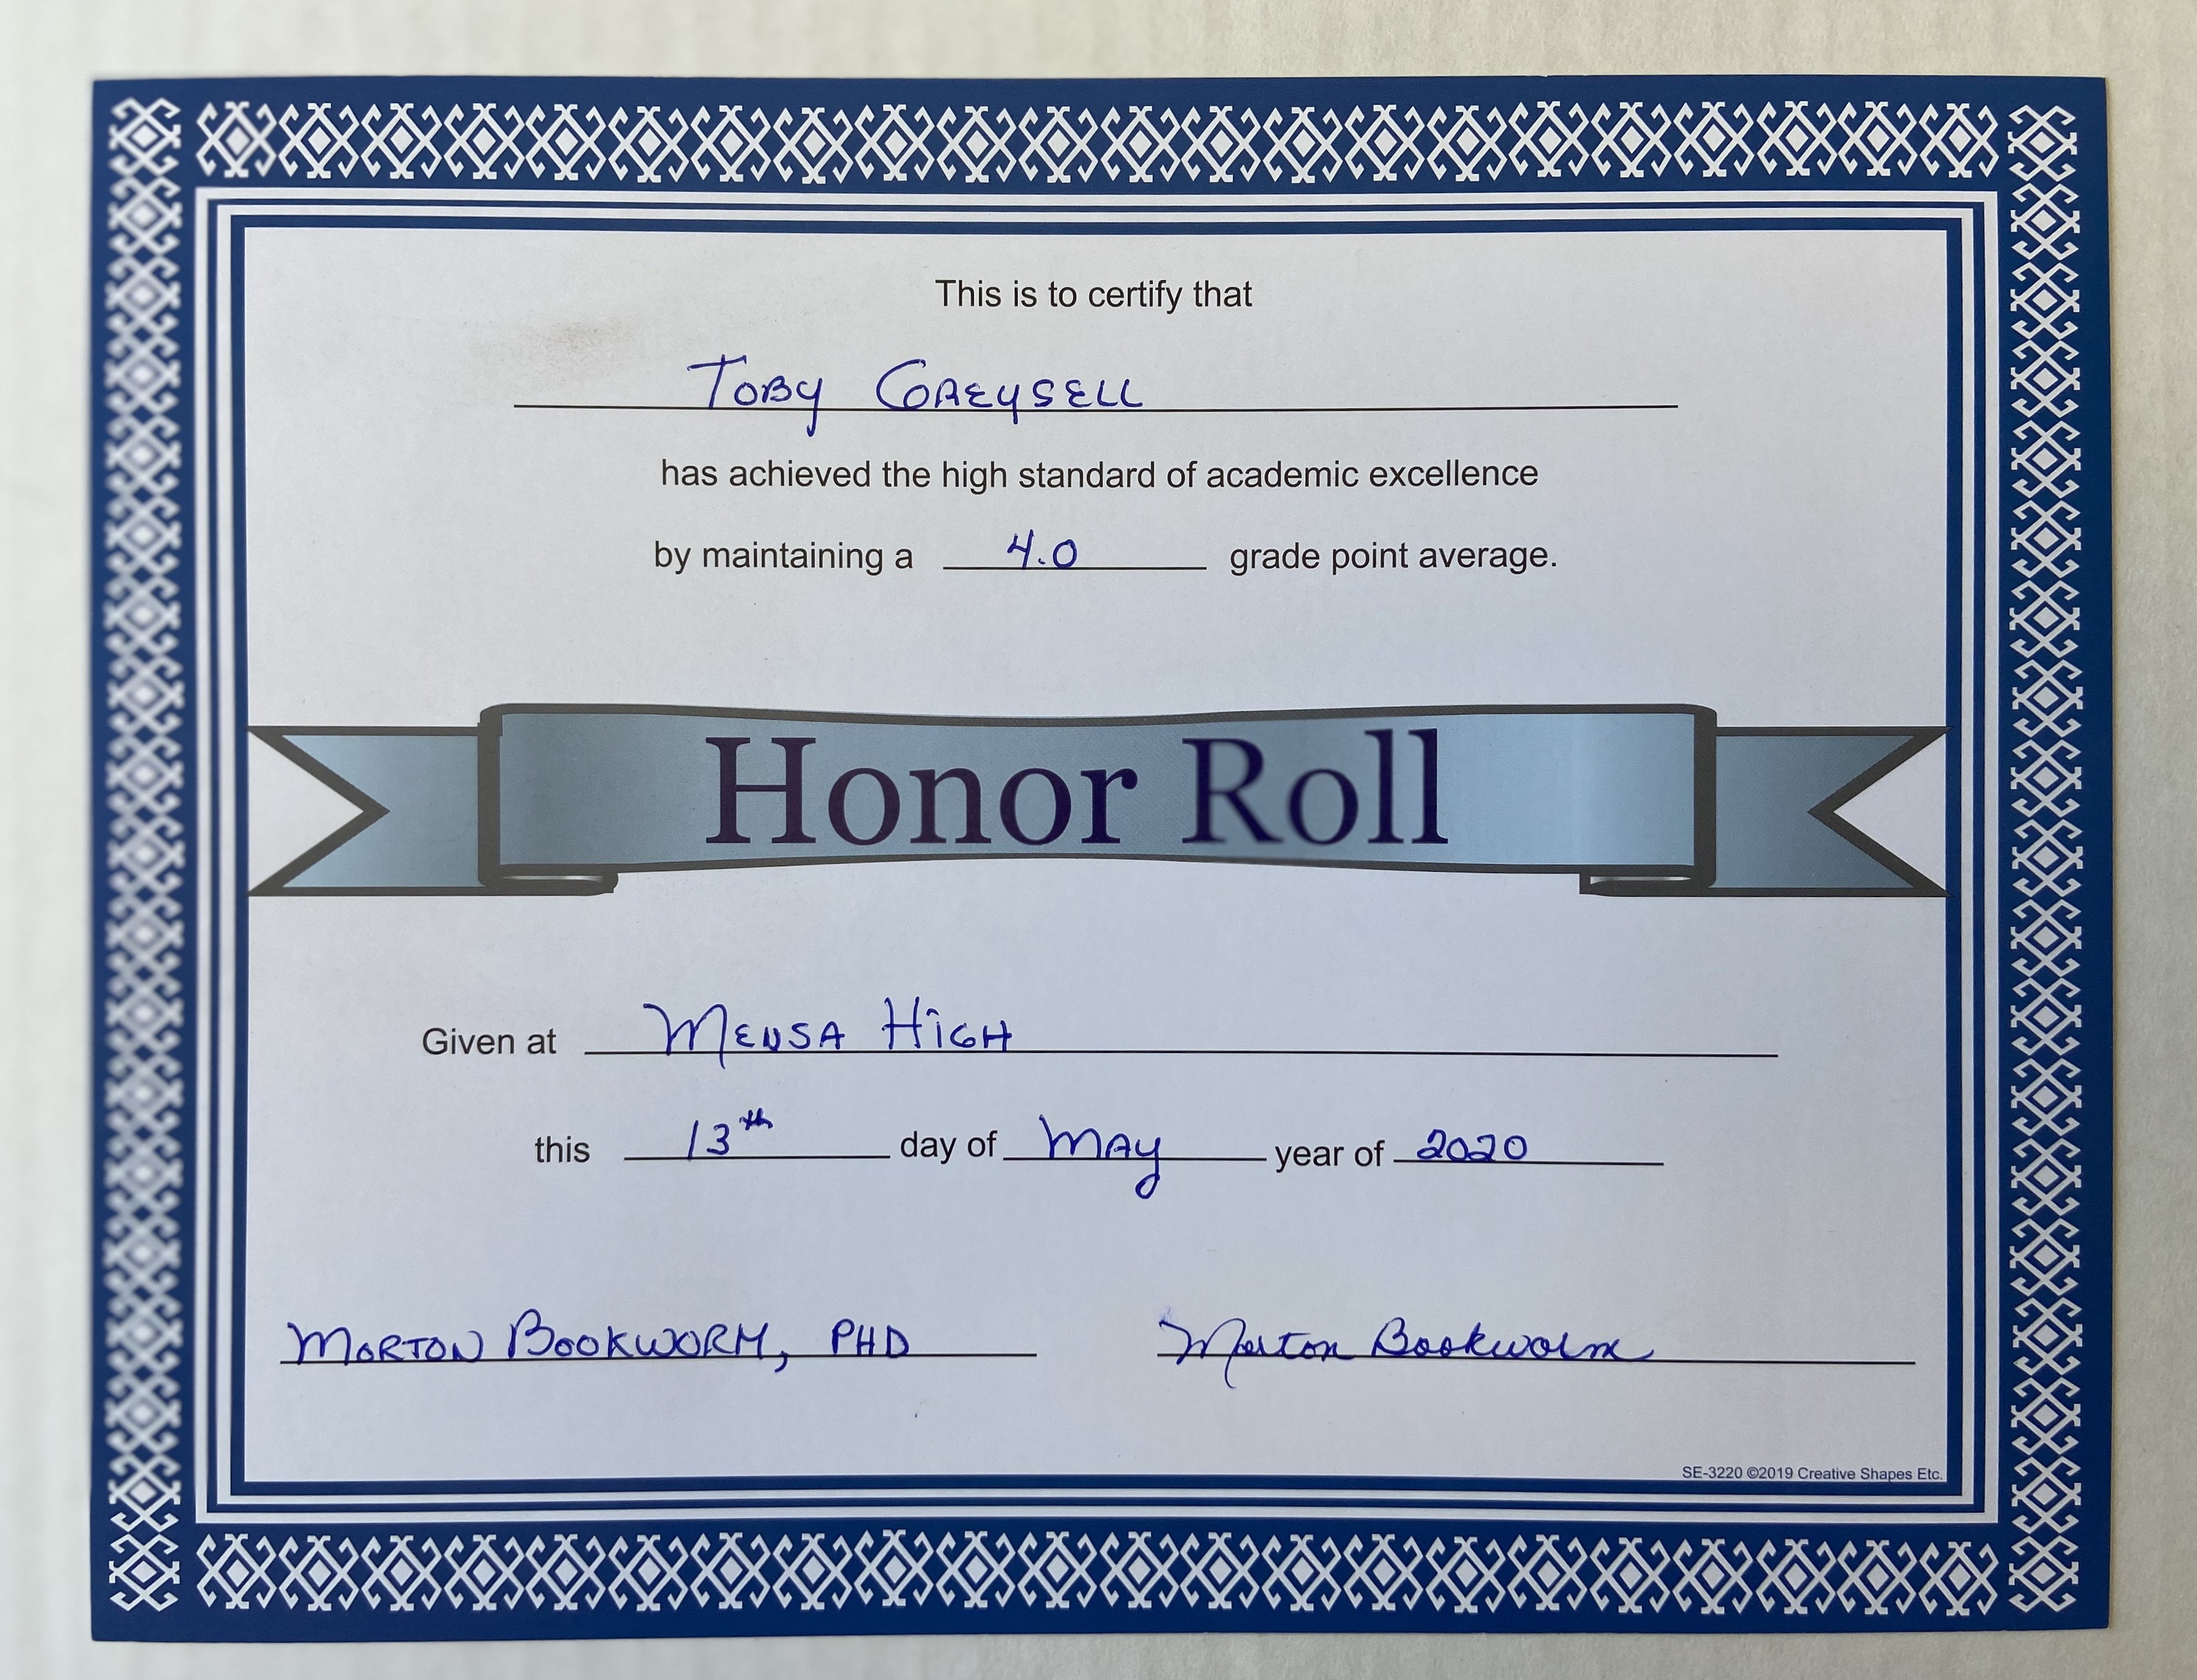 This is to certify that
TOBY GREYSELL
has achieved the high standard of academic excellence
by maintaining a 4.0 grade point average.
Honor Roll
Given at MENSA HIGH
this 13th day of MAY year of 2020
MORTON BOOKWORM, PHD Morton Bookworm
SE-3220 ©2019 Creative Shapes Etc.